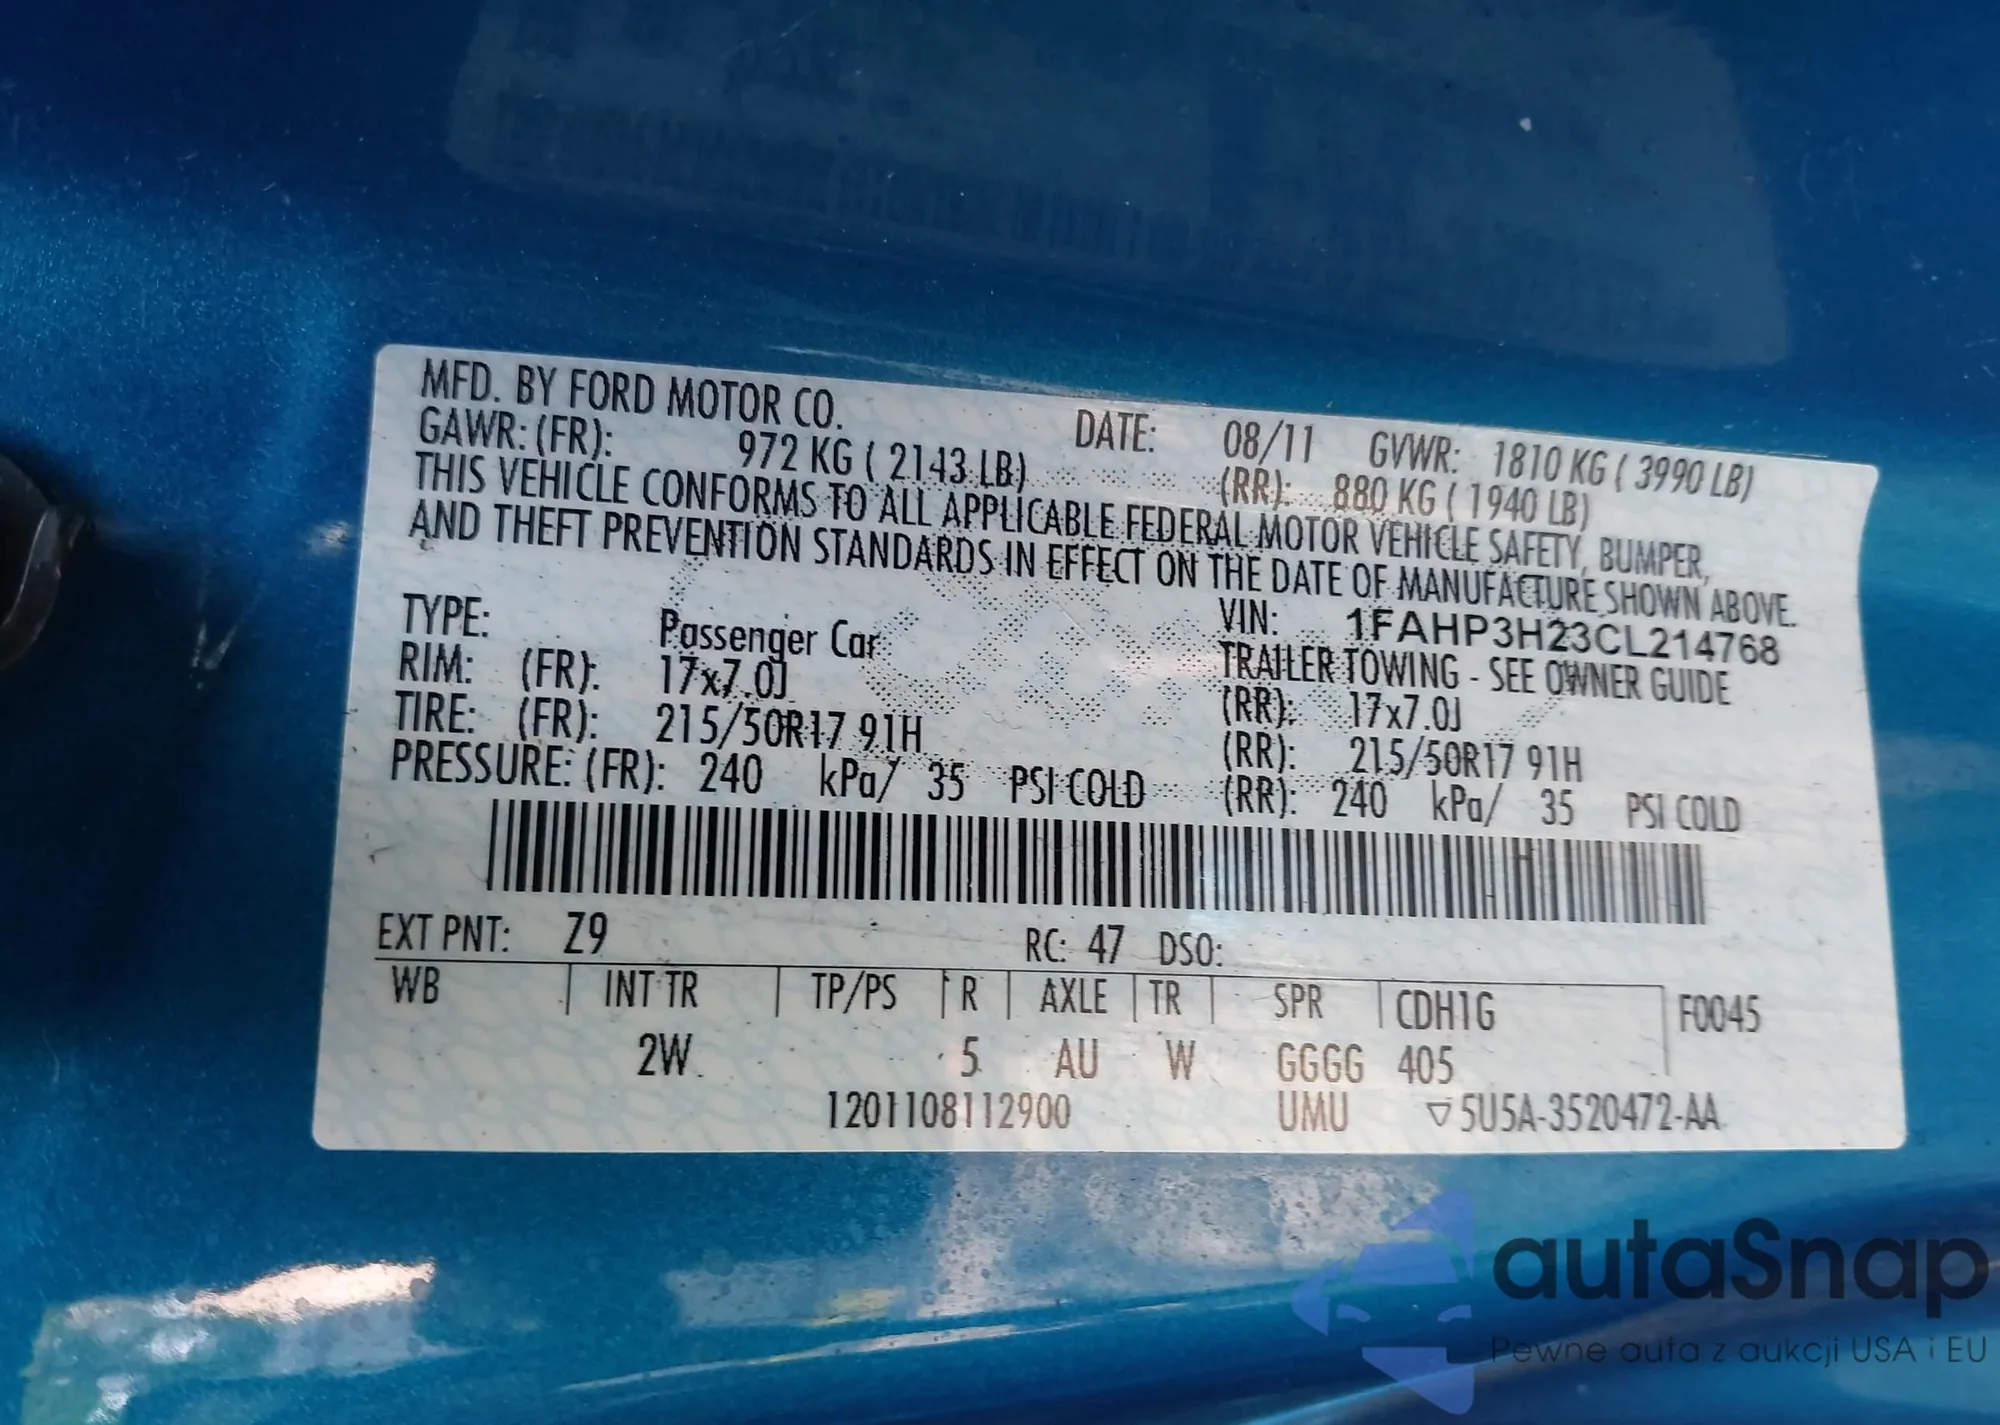 MFD. BY FORD MOTOR CO. DATE: 08/11 GVWR: 1810 KG ( 3990 LB)
GAWR: (FR): 972 KG ( 2143 LB) (RR): 880 KG ( 1940 LB)
THIS VEHICLE CONFORMS TO ALL APPLICABLE FEDERAL MOTOR VEHICLE SAFETY, BUMPER,
AND THEFT PREVENTION STANDARDS IN EFFECT ON THE DATE OF MANUFACTURE SHOWN ABOVE.
TYPE: Passenger Car VIN: 1FAHP3H23CL214768
TRAILER TOWING - SEE OWNER GUIDE
RIM: (FR): 17x7.0J (RR): 17x7.0J
TIRE: (FR): 215/50R17 91H (RR): 215/50R17 91H
PRESSURE: (FR): 240 kPa/ 35 PSI COLD (RR): 240 kPa/ 35 PSI COLD
EXT PNT: Z9 RC: 47 DSO:
WB INT TR TP/PS R AXLE TR SPR CDH1G F0045
2W 5 AU W GGGG 405
1201108112900 UMU ▽5U5A-3520472-AA
autaSnap
Pewne auta z aukcji USA i EU